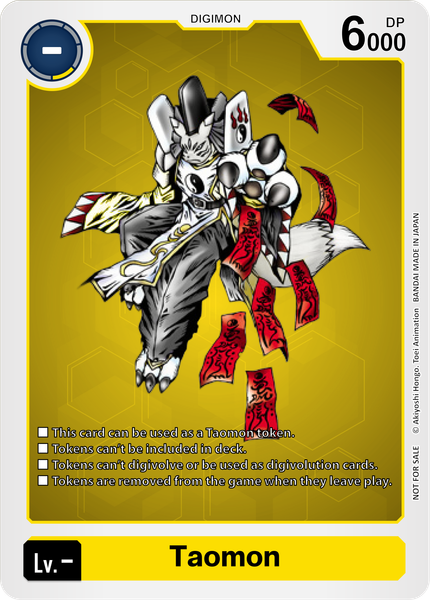 DIGIMON
-
DP
6000
■ This card can be used as a Taomon token.
■ Tokens can't be included in deck.
■ Tokens can't digivolve or be used as digivolution cards.
■ Tokens are removed from the game when they leave play.
NOT FOR SALE © Akiyoshi Hongo. Toei Animation BANDAI MADE IN JAPAN
Lv.-
Taomon